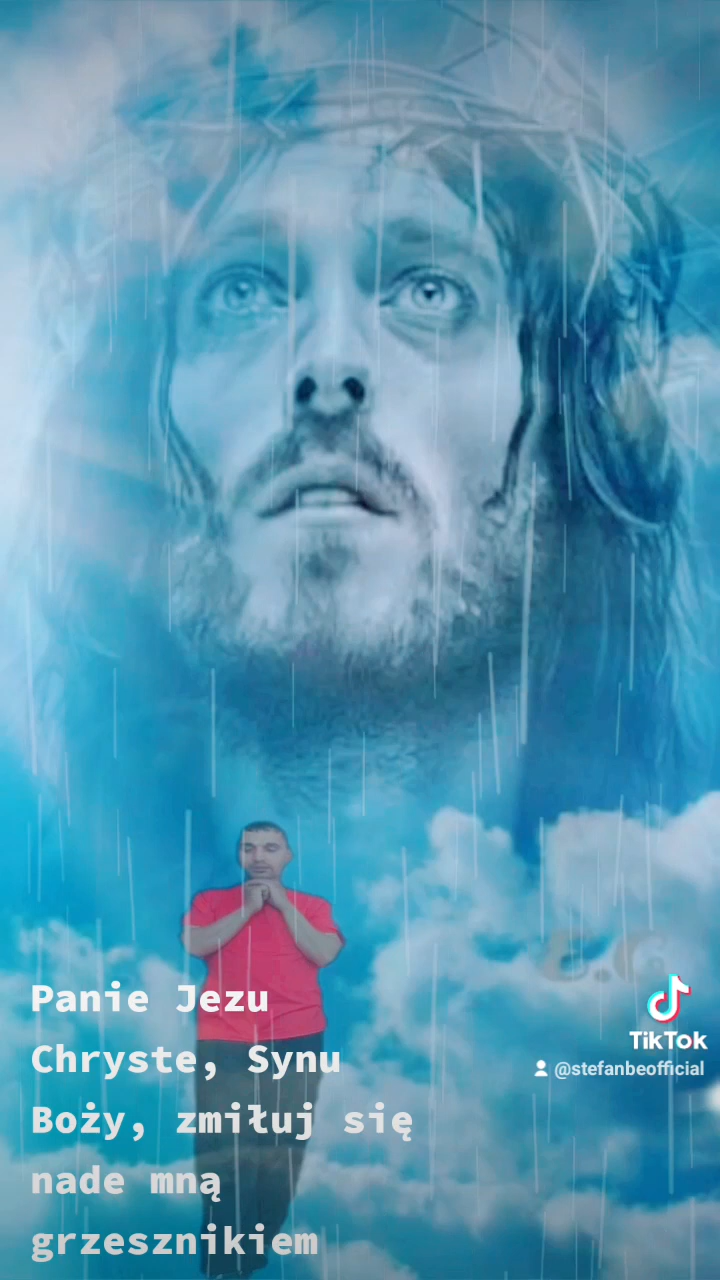 Panie Jezu
Chryste, Synu
Boży, zmiłuj się
nade mną
grzesznikiem
TikTok
@stefanbeofficial